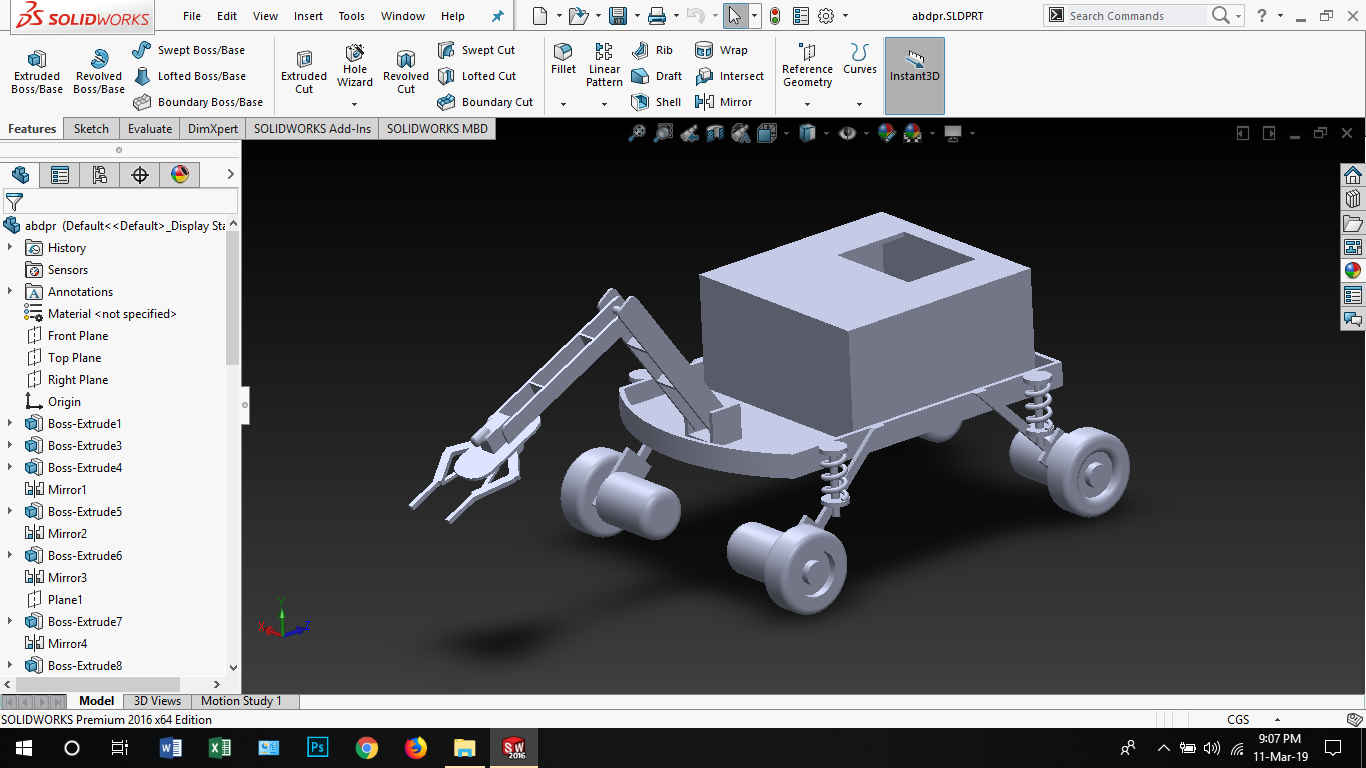 SOLIDWORKS
File Edit View Insert Tools Window Help
abdpr.SLDPRT
Search Commands
?
Extruded Boss/Base
Revolved Boss/Base
Swept Boss/Base
Lofted Boss/Base
Boundary Boss/Base
Extruded Cut
Hole Wizard
Revolved Cut
Swept Cut
Lofted Cut
Boundary Cut
Fillet
Linear Pattern
Rib
Draft
Shell
Wrap
Intersect
Mirror
Reference Geometry
Curves
Instant3D
Features Sketch Evaluate DimXpert SOLIDWORKS Add-Ins SOLIDWORKS MBD
abdpr (Default<<Default>_Display Sta
History
Sensors
A Annotations
Material <not specified>
Front Plane
Top Plane
Right Plane
Origin
Boss-Extrude1
Boss-Extrude3
Boss-Extrude4
Mirror1
Boss-Extrude5
Mirror2
Boss-Extrude6
Mirror3
Plane1
Boss-Extrude7
Mirror4
Boss-Extrude8
Y
X
Z
Model 3D Views Motion Study 1
SOLIDWORKS Premium 2016 x64 Edition
CGS
Ps
SW 2016
9:07 PM
11-Mar-19